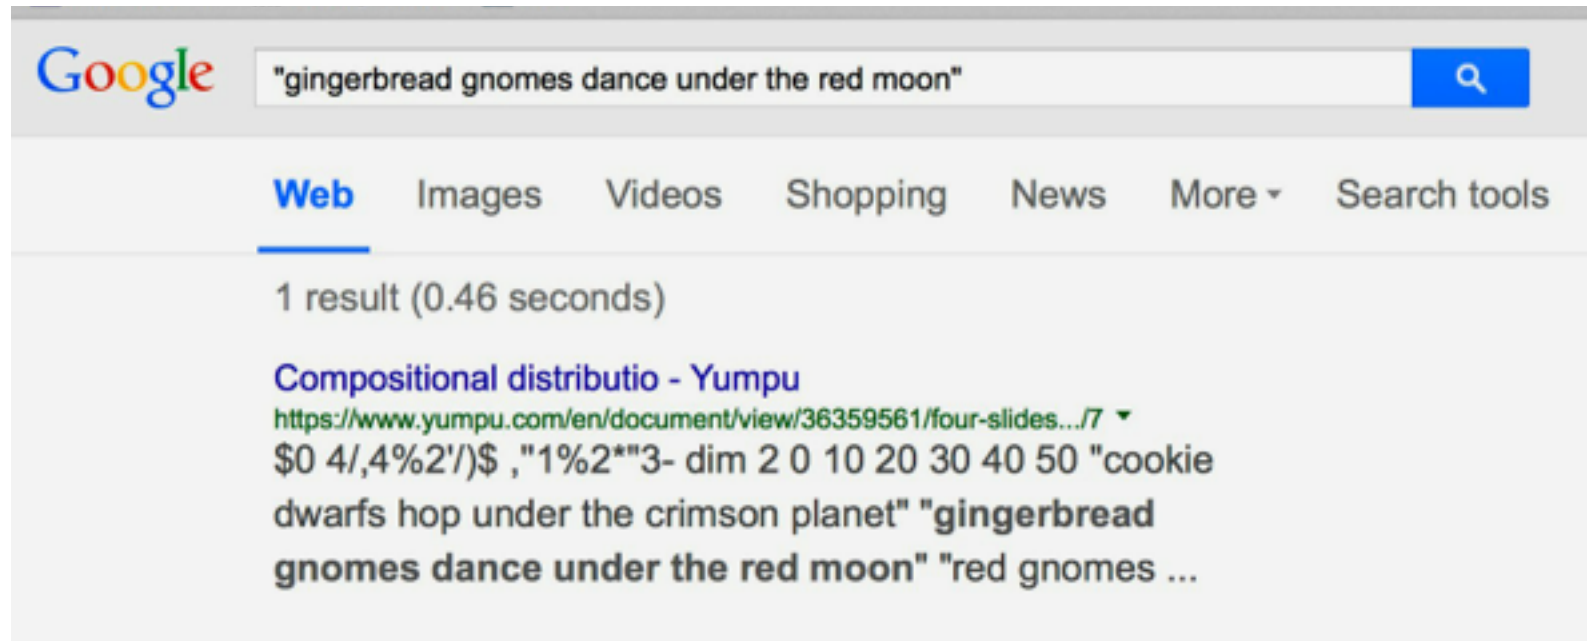 Google "gingerbread gnomes dance under the red moon"
Web Images Videos Shopping News More Search tools
1 result (0.46 seconds)
Compositional distributio - Yumpu
https://www.yumpu.com/en/document/view/36359561/four-slides.../7
$0 4/,4%2'/)$ ,"1%2*"3- dim 2 0 10 20 30 40 50 "cookie
dwarfs hop under the crimson planet" "gingerbread
gnomes dance under the red moon" "red gnomes ...